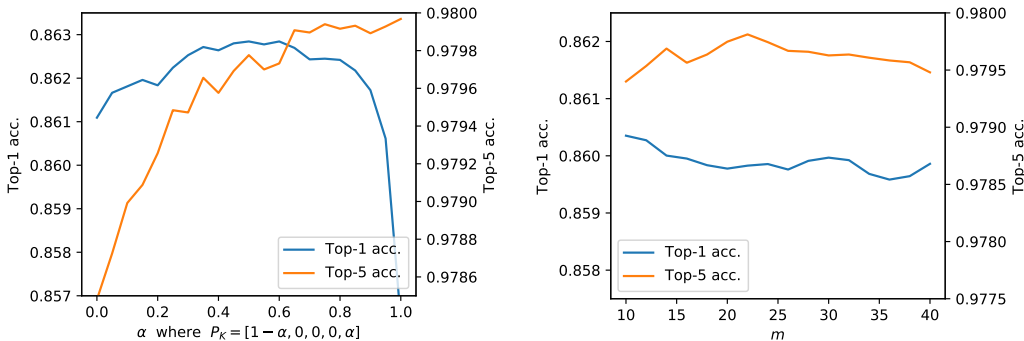 0.863
0.862
0.861
0.860
0.859
0.858
0.857
Top-1 acc.
0.9800
0.9798
0.9796
0.9794
0.9792
0.9790
0.9788
0.9786
Top-5 acc.
Top-1 acc.
Top-5 acc.
0.0 0.2 0.4 0.6 0.8 1.0
α where P_K = [1 − α, 0, 0, 0, α]
0.862
0.861
0.860
0.859
0.858
Top-1 acc.
0.9800
0.9795
0.9790
0.9785
0.9780
0.9775
Top-5 acc.
Top-1 acc.
Top-5 acc.
10 15 20 25 30 35 40
m